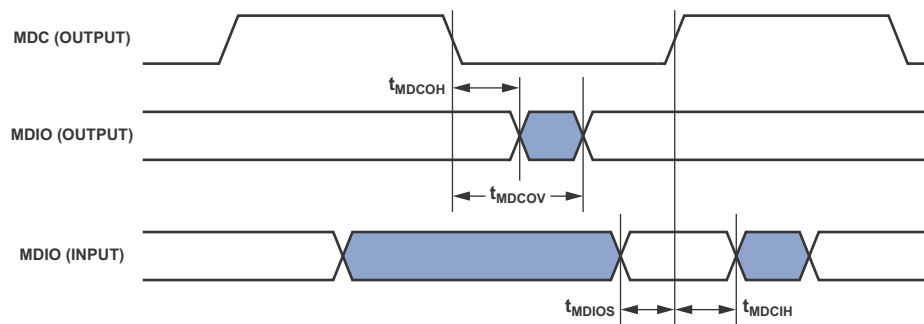 MDC (OUTPUT)
tMDCOH
MDIO (OUTPUT)
tMDCOV
MDIO (INPUT)
tMDIOS
tMDCIH